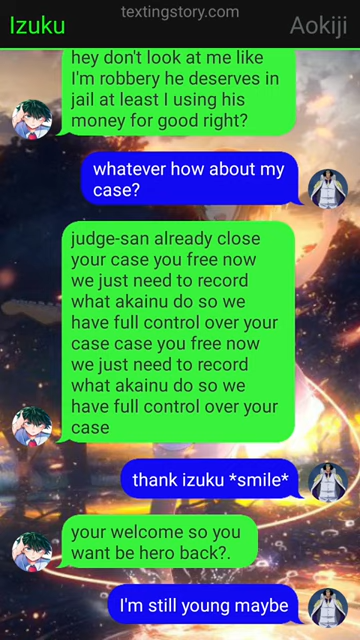 textingstory.com
Izuku
Aokiji
hey don't look at me like
I'm robbery he deserves in
jail at least I using his
money for good right?
whatever how about my
case?
judge-san already close
your case you free now
we just need to record
what akainu do so we
have full control over your
case case you free now
we just need to record
what akainu do so we
have full control over your
case
thank izuku *smile*
your welcome so you
want be hero back?.
I'm still young maybe